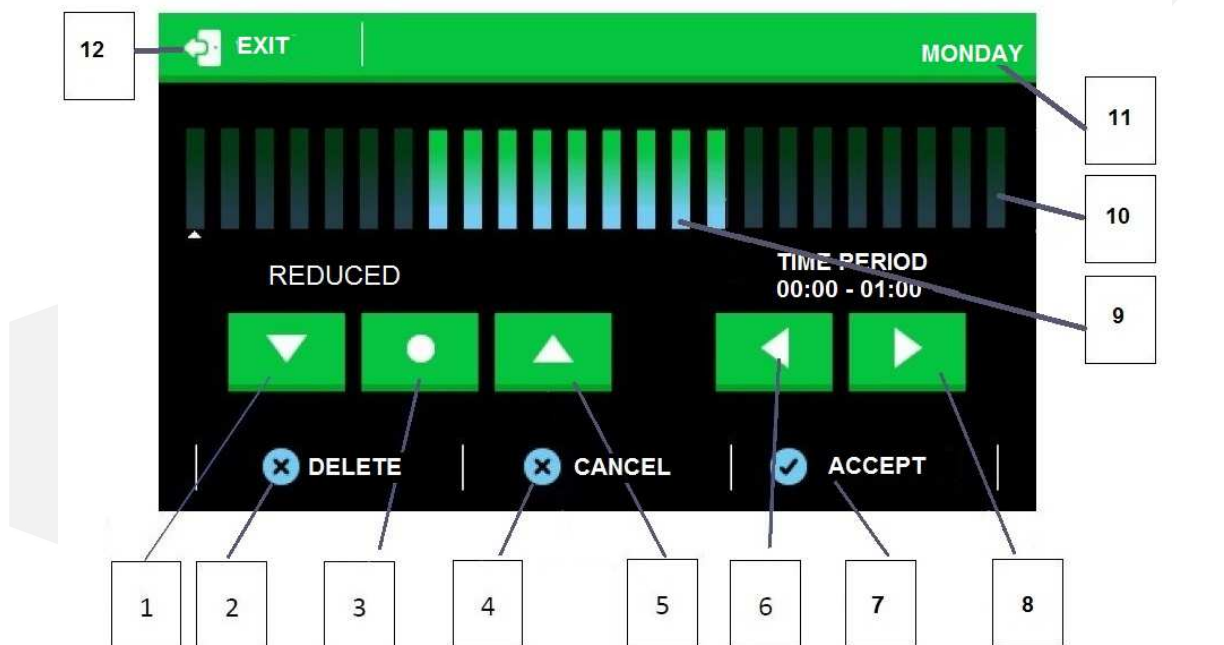 12
EXIT
MONDAY
11
10
REDUCED
TIME PERIOD
00:00 - 01:00
9
DELETE
CANCEL
ACCEPT
1
2
3
4
5
6
7
8